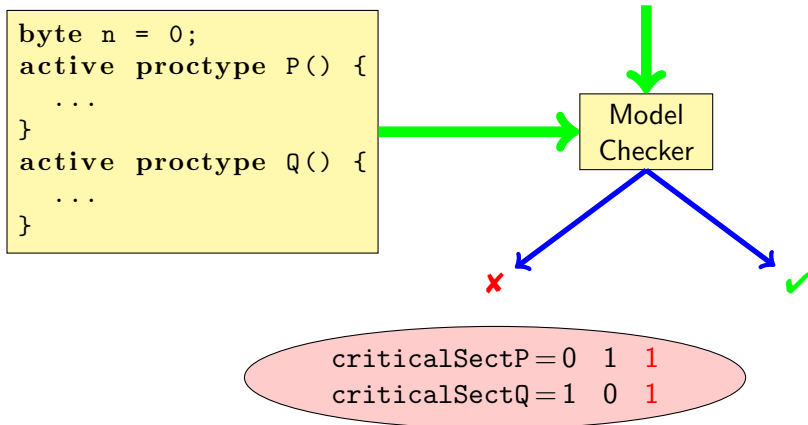 byte n = 0;
active proctype P() {
...
}
active proctype Q() {
...
}
Model
Checker
✘ ✔
criticalSectP=0 1 1
criticalSectQ=1 0 1